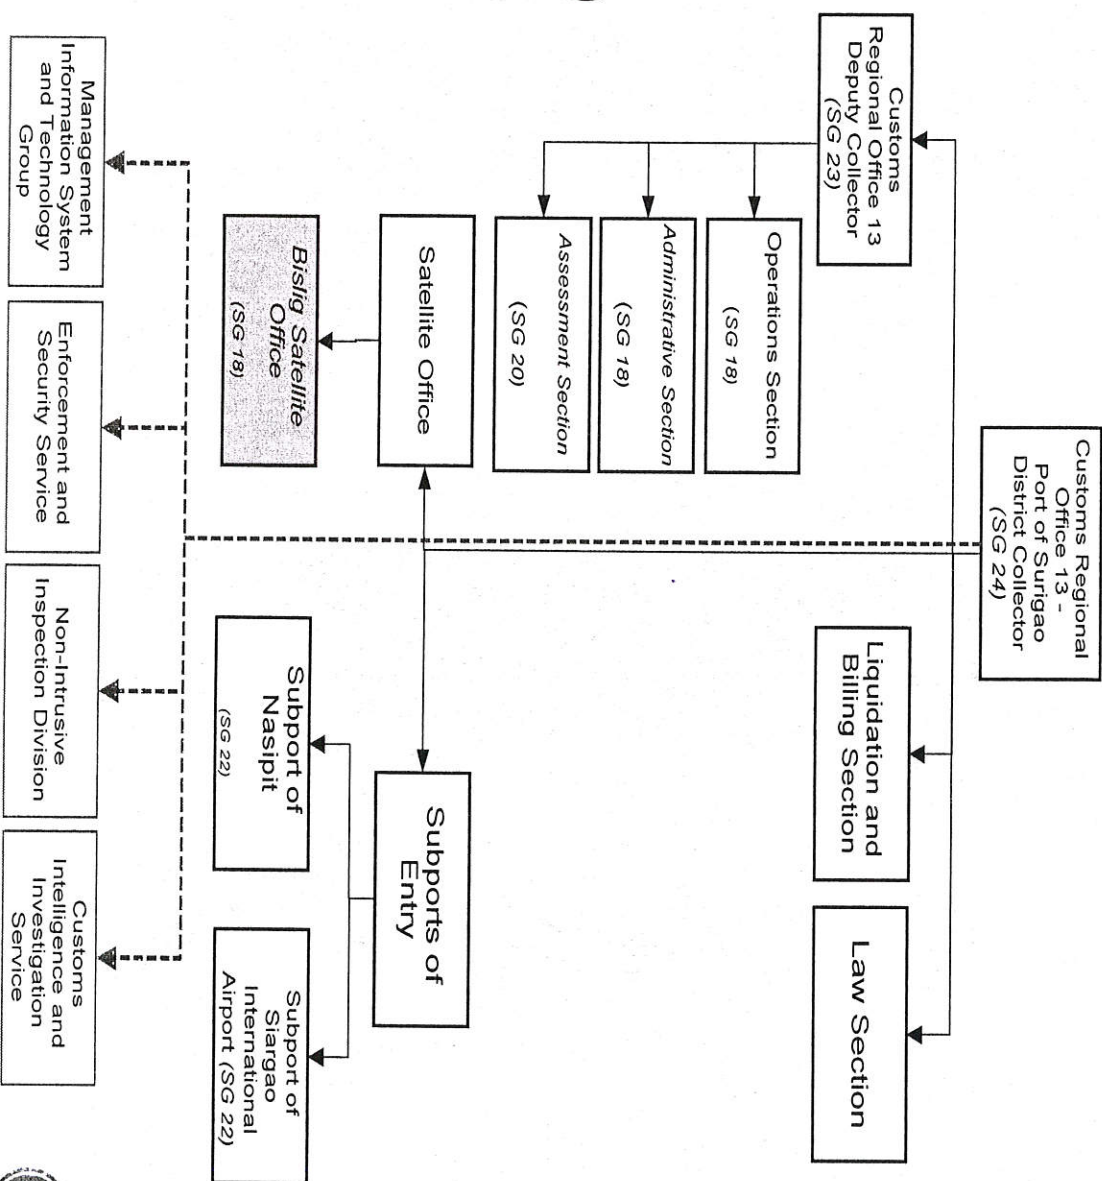 Customs Regional
Office 13 -
Port of Surigao
District Collector
(SG 24)
Customs
Regional Office 13
Deputy Collector
(SG 23)
Liquidation and
Billing Section
Law Section
Operations Section
(SG 18)
Administrative Section
(SG 18)
Assessment Section
(SG 20)
Satellite Office
Bislig Satellite
Office
(SG 18)
Subports of
Entry
Subport of
Nasipit
(SG 22)
Subport of
Siargao
International
Airport (SG 22)
Management
Information System
and Technology
Group
Enforcement and
Security Service
Non-Intrusive
Inspection Division
Customs
Intelligence and
Investigation
Service